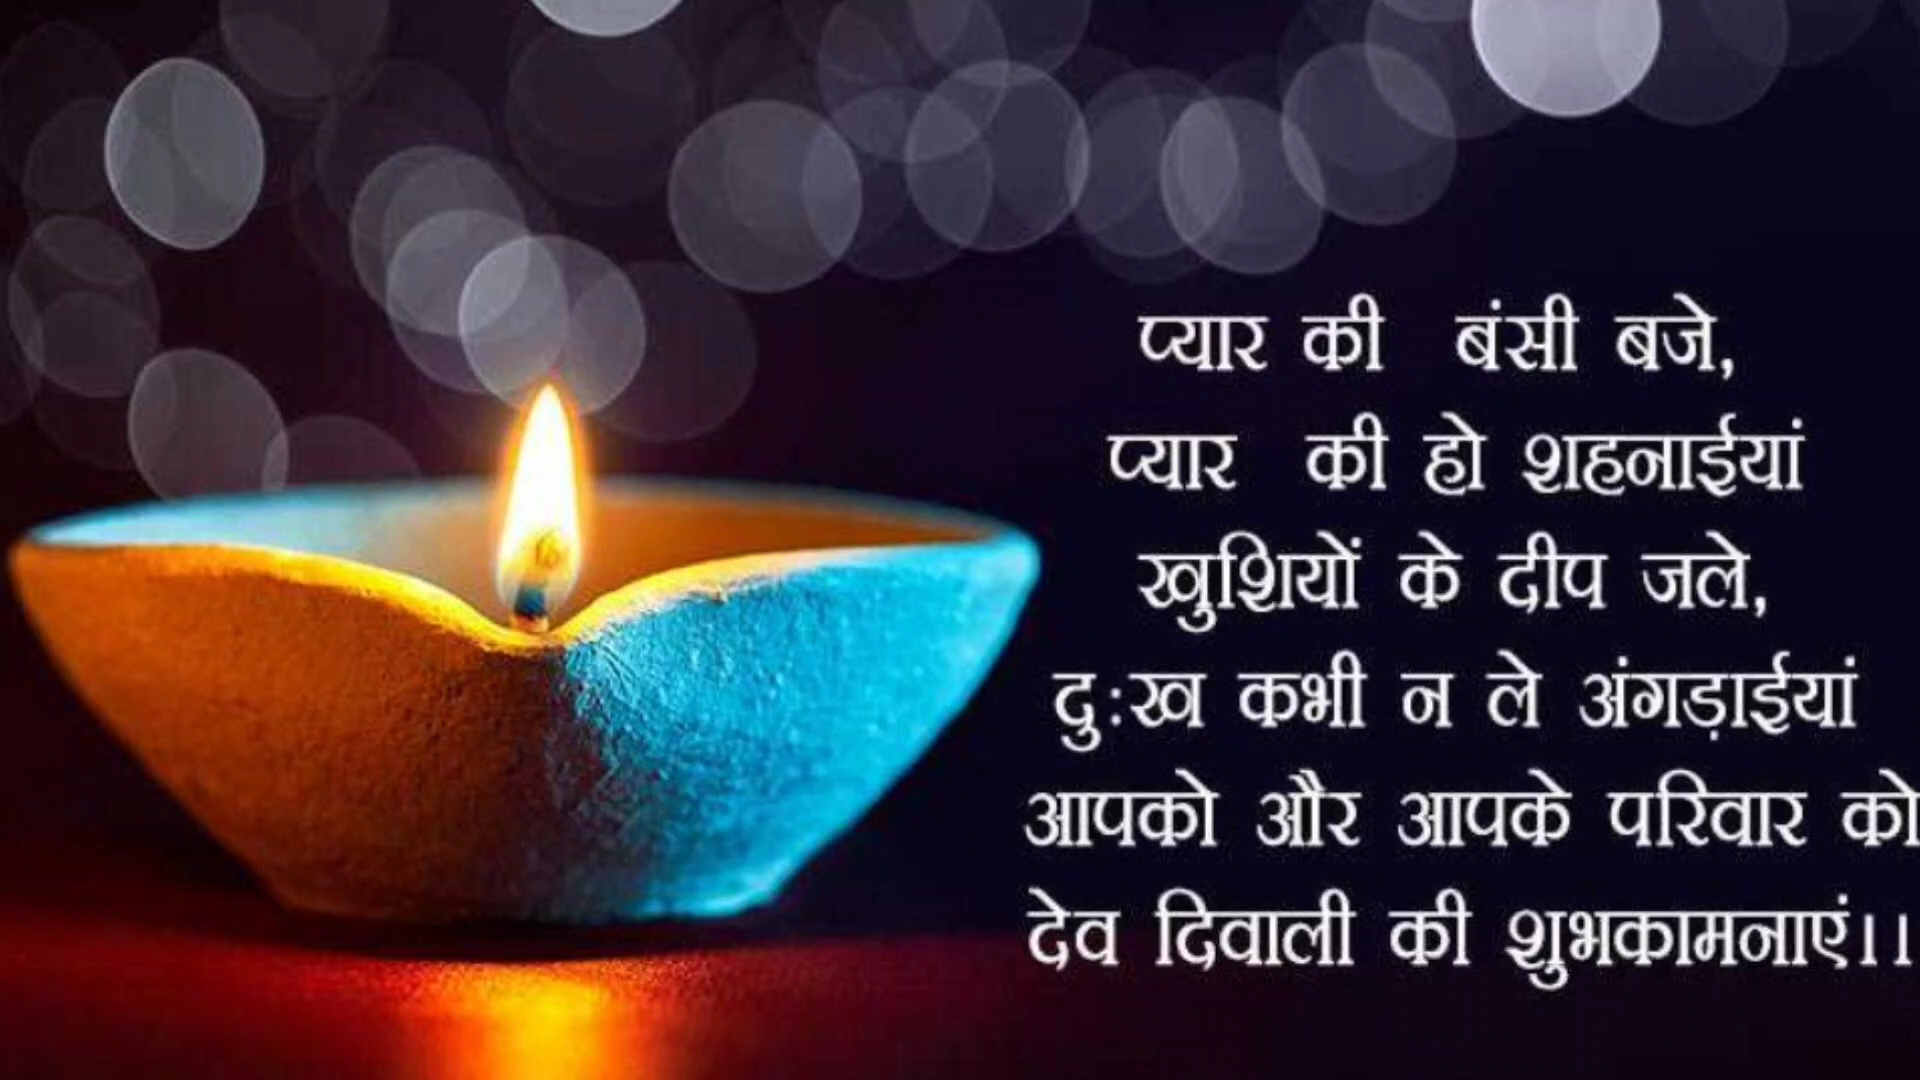 प्यार की बंसी बजे,
प्यार की हो शहनाईयां
खुशियों के दीप जले,
दुःख कभी न ले अंगड़ाईयां
आपको और आपके परिवार को
देव दिवाली की शुभकामनाएं।।